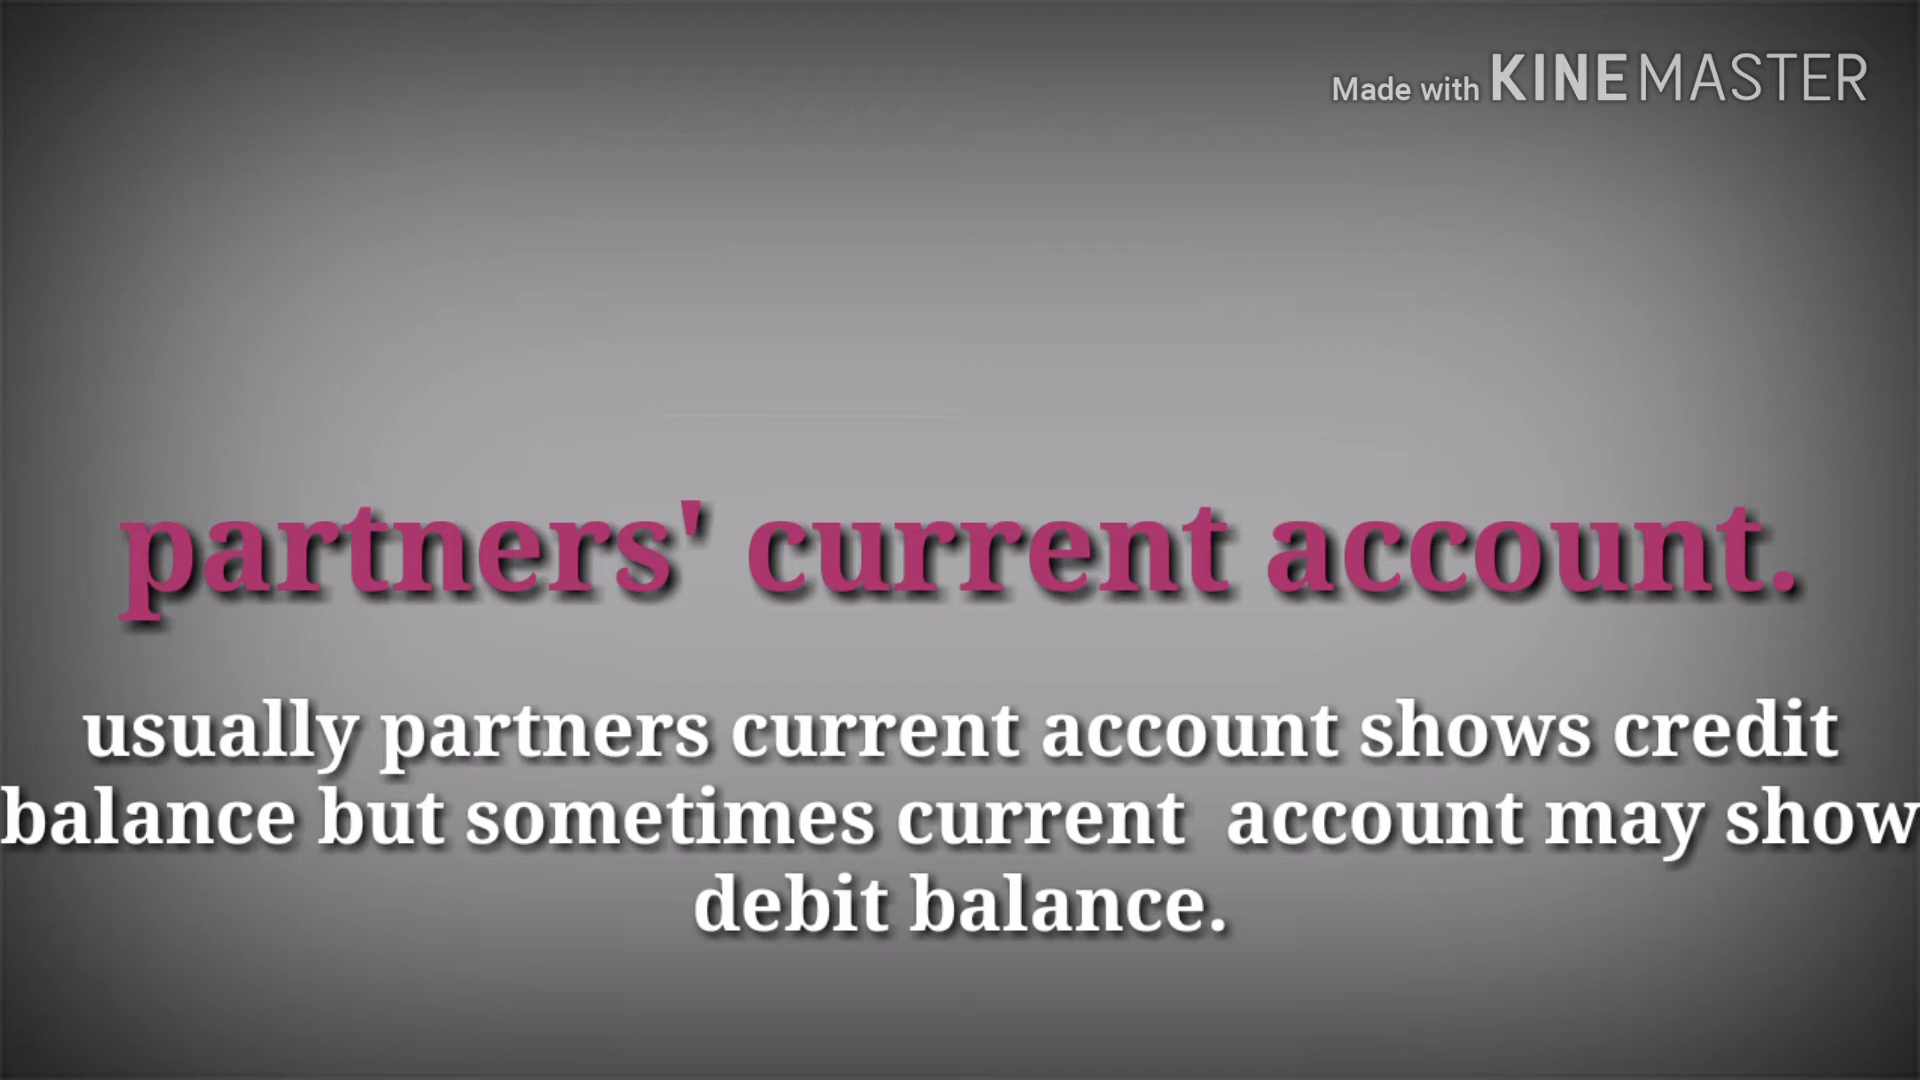 Made with KINEMASTER
partners' current account.
usually partners current account shows credit
balance but sometimes current  account may show
debit balance.